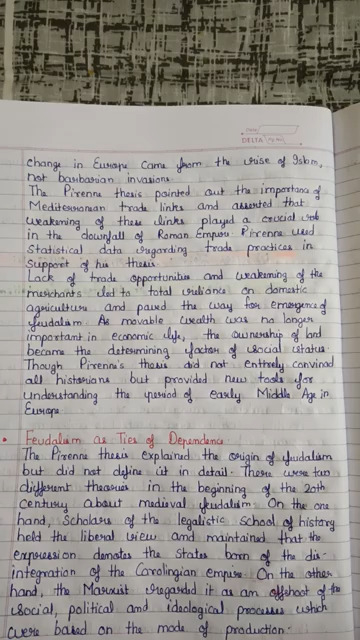 DELTA
change in Europe came from the rise of Islam,
not barbarian invasions.
The Pirenne thesis pointed out the importance of
Mediterranean trade links and asserted that
weakening of these links played a crucial role
in the downfall of Roman Empire Pirenne used
Statistical data regarding trade practices in
support of his thesis.
Lack of trade opportunities and weakening of the
merchants led to total reliance on domestic
agriculture and paved the way for emergence of
feudalism. As movable wealth was no longer
important in economic life, the ownership of land
became the determining factor of social status.
Though Pirenne's thesis did not entirely convinced
all historians but provided new tools for
understanding the period of early Middle Age in
Europe
• Feudalism as Ties of Dependence
The Pirenne thesis explained the origin of feudalism
but did not define it in detail. There were two
different theories in the beginning of the 20th
century about medieval feudalism. On the one
hand, Scholars of the legalistic school of history
held the liberal view and maintained that the
expression denotes the States born of the dis-
integration of the Carolingian empire. On the other
hand, the Marxist regarded it as an offshoot of the
social, political and ideological processes which
were based on the mode of production.